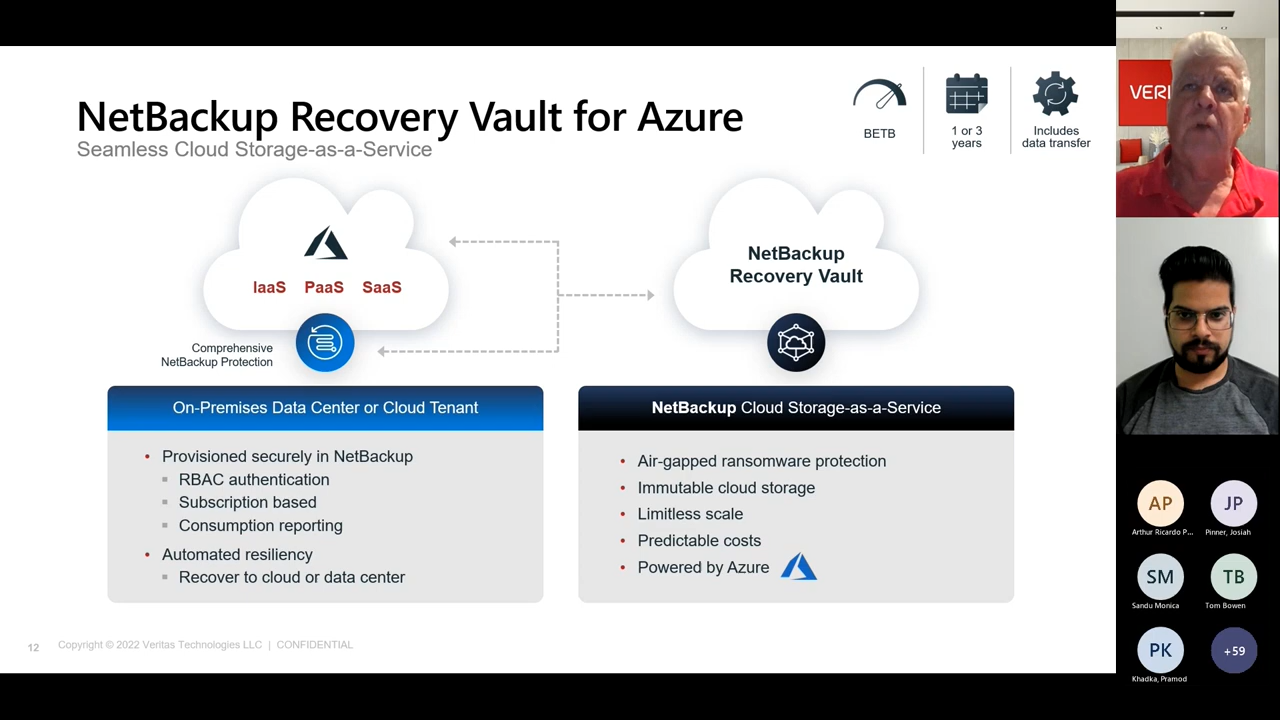 NetBackup Recovery Vault for Azure
Seamless Cloud Storage-as-a-Service
BETB
1 or 3
years
Includes
data transfer
IaaS PaaS SaaS
Comprehensive
NetBackup Protection
NetBackup
Recovery Vault
On-Premises Data Center or Cloud Tenant
• Provisioned securely in NetBackup
▪ RBAC authentication
▪ Subscription based
▪ Consumption reporting
• Automated resiliency
▪ Recover to cloud or data center
NetBackup Cloud Storage-as-a-Service
• Air-gapped ransomware protection
• Immutable cloud storage
• Limitless scale
• Predictable costs
• Powered by Azure
12 Copyright © 2022 Veritas Technologies LLC | CONFIDENTIAL
VERI
AP
Arthur Ricardo P...
JP
Pinner, Josiah
SM
Sandu Monica
TB
Tom Bowen
PK
Khadka, Pramod
+59